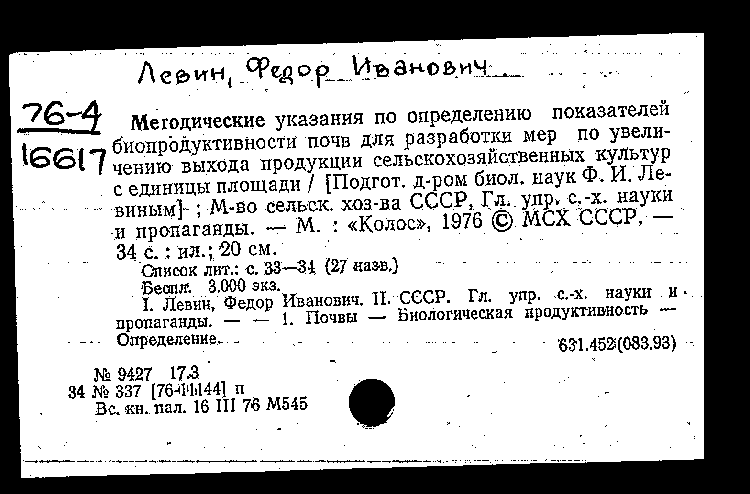 Левин, Федор Иванович
76-4
16617
Методические указания по определению показателей
биопродуктивности почв для разработки мер по увели-
чению выхода продукции сельскохозяйственных культур
с единицы площади / [Подгот. д-ром биол. наук Ф. И. Ле-
виным] ; М-во сельск. хоз-ва СССР, Гл. упр. с.-х. науки
и пропаганды. — М. : «Колос», 1976 © МСХ СССР. —
34 с. : ил.; 20 см.
Список лит.: с. 33—34 (27 назв.)
Беспл. 3.000 экз.
I. Левин, Федор Иванович. II. СССР. Гл. упр. с.-х. науки и
пропаганды. — — 1. Почвы — Биологическая продуктивность —
Определение.
631.452(083.93)
№ 9427 17.3
34 № 337 [76-11144] п
Вс. кн. пал. 16 III 76 М545